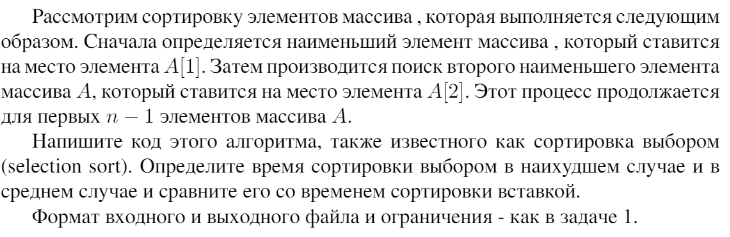 Рассмотрим сортировку элементов массива , которая выполняется следующим
образом. Сначала определяется наименьший элемент массива , который ставится
на место элемента A[1]. Затем производится поиск второго наименьшего элемента
массива A, который ставится на место элемента A[2]. Этот процесс продолжается
для первых n − 1 элементов массива A.
Напишите код этого алгоритма, также известного как сортировка выбором
(selection sort). Определите время сортировки выбором в наихудшем случае и в
среднем случае и сравните его со временем сортировки вставкой.
Формат входного и выходного файла и ограничения - как в задаче 1.